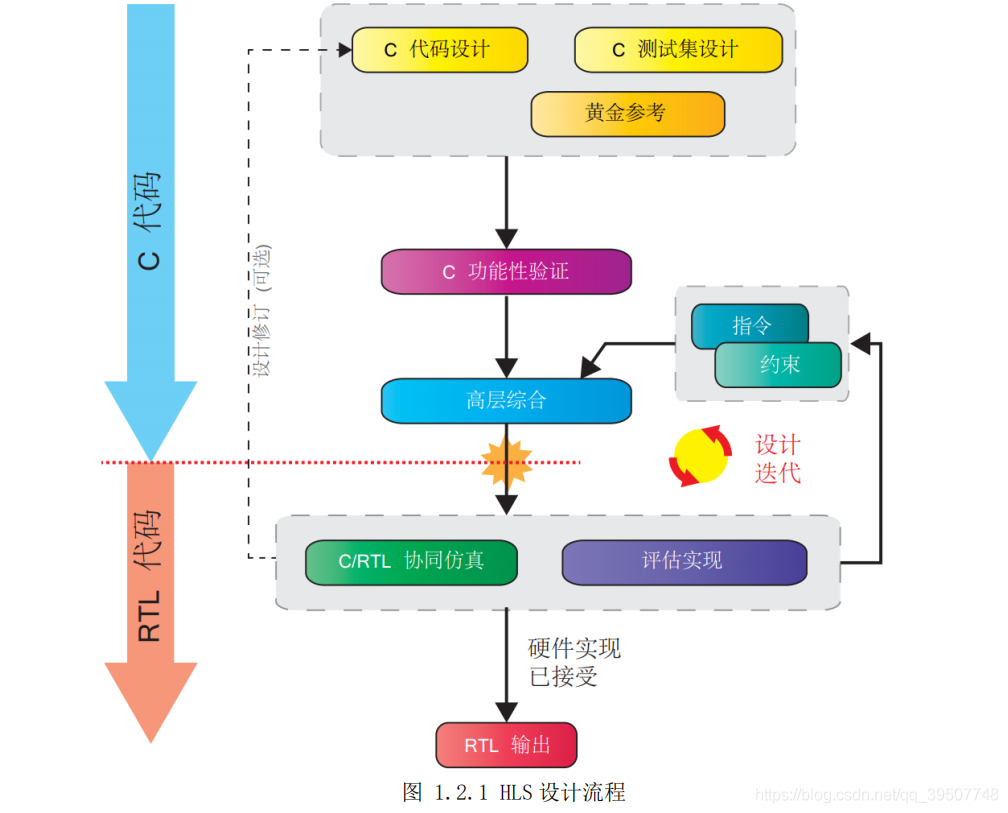 C 代码设计
C 测试集设计
黄金参考
C 代码
C 功能性验证
设计修订 (可选)
指令
约束
高层综合
设计
迭代
RTL 代码
C/RTL 协同仿真
评估实现
硬件实现
已接受
RTL 输出
图 1.2.1 HLS 设计流程
https://blog.csdn.net/qq_39507748